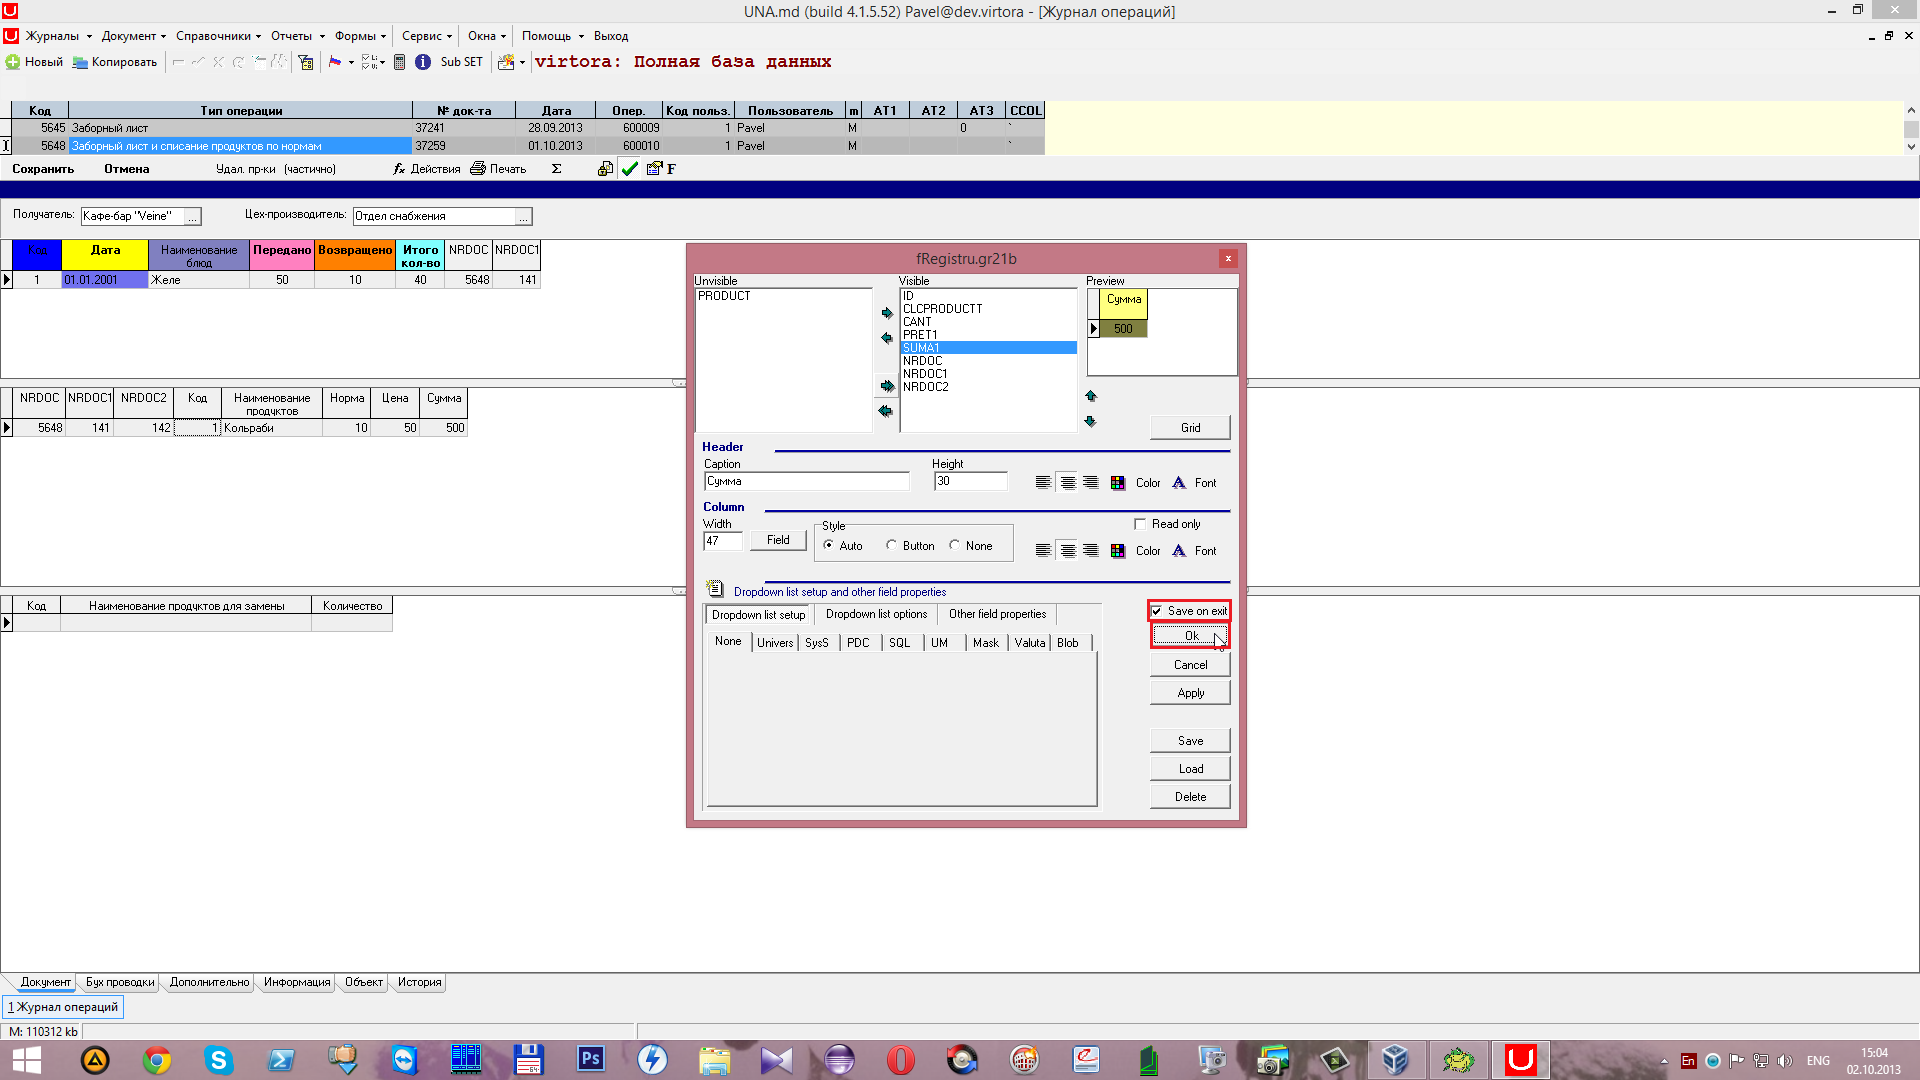 UNA.md (build 4.1.5.52) Pavel@dev.virtora - [Журнал операций]
Журналы Документ Справочники Отчеты Формы Сервис Окна Помощь Выход
Новый Копировать Sub SET virtora: Полная база данных
Код Тип операции № док-та Дата Опер. Код польз. Пользователь m AT1 AT2 AT3 CCOL
5645 Заборный лист 37241 28.09.2013 600009 1 Pavel M 0 `
5648 Заборный лист и списание продуктов по нормам 37259 01.10.2013 600010 1 Pavel M `
Сохранить Отмена Удал. пр-ки (частично) fx Действия Печать Σ F
Получатель: Кафе-бар "Veine" ... Цех-производитель: Отдел снабжения ...
Код Дата Наименование блюд Передано Возвращено Итого кол-во NRDOC NRDOC1
1 01.01.2001 Желе 50 10 40 5648 141
NRDOC NRDOC1 NRDOC2 Код Наименование продуктов Норма Цена Сумма
5648 141 142 1 Кольраби 10 50 500
Код Наименование продуктов для замены Количество
fRegistru.gr21b
x
Unvisible Visible Preview
PRODUCT
ID
CLCPRODUCTT
CANT
PRET1
SUMA1
NRDOC
NRDOC1
NRDOC2
Сумма
500
Grid
Header
Caption Height
Сумма 30 Color Font
Column
Width Style Read only
47 Field Auto Button None Color Font
Dropdown list setup and other field properties
Dropdown list setup Dropdown list options Other field properties
None Univers SysS PDC SQL UM Mask Valuta Blob
Save on exit
Ok
Cancel
Apply
Save
Load
Delete
Документ Бух проводки Дополнительно Информация Объект История
1 Журнал операций
M: 110312 kb
64 Ps En ENG 15:04
02.10.2013